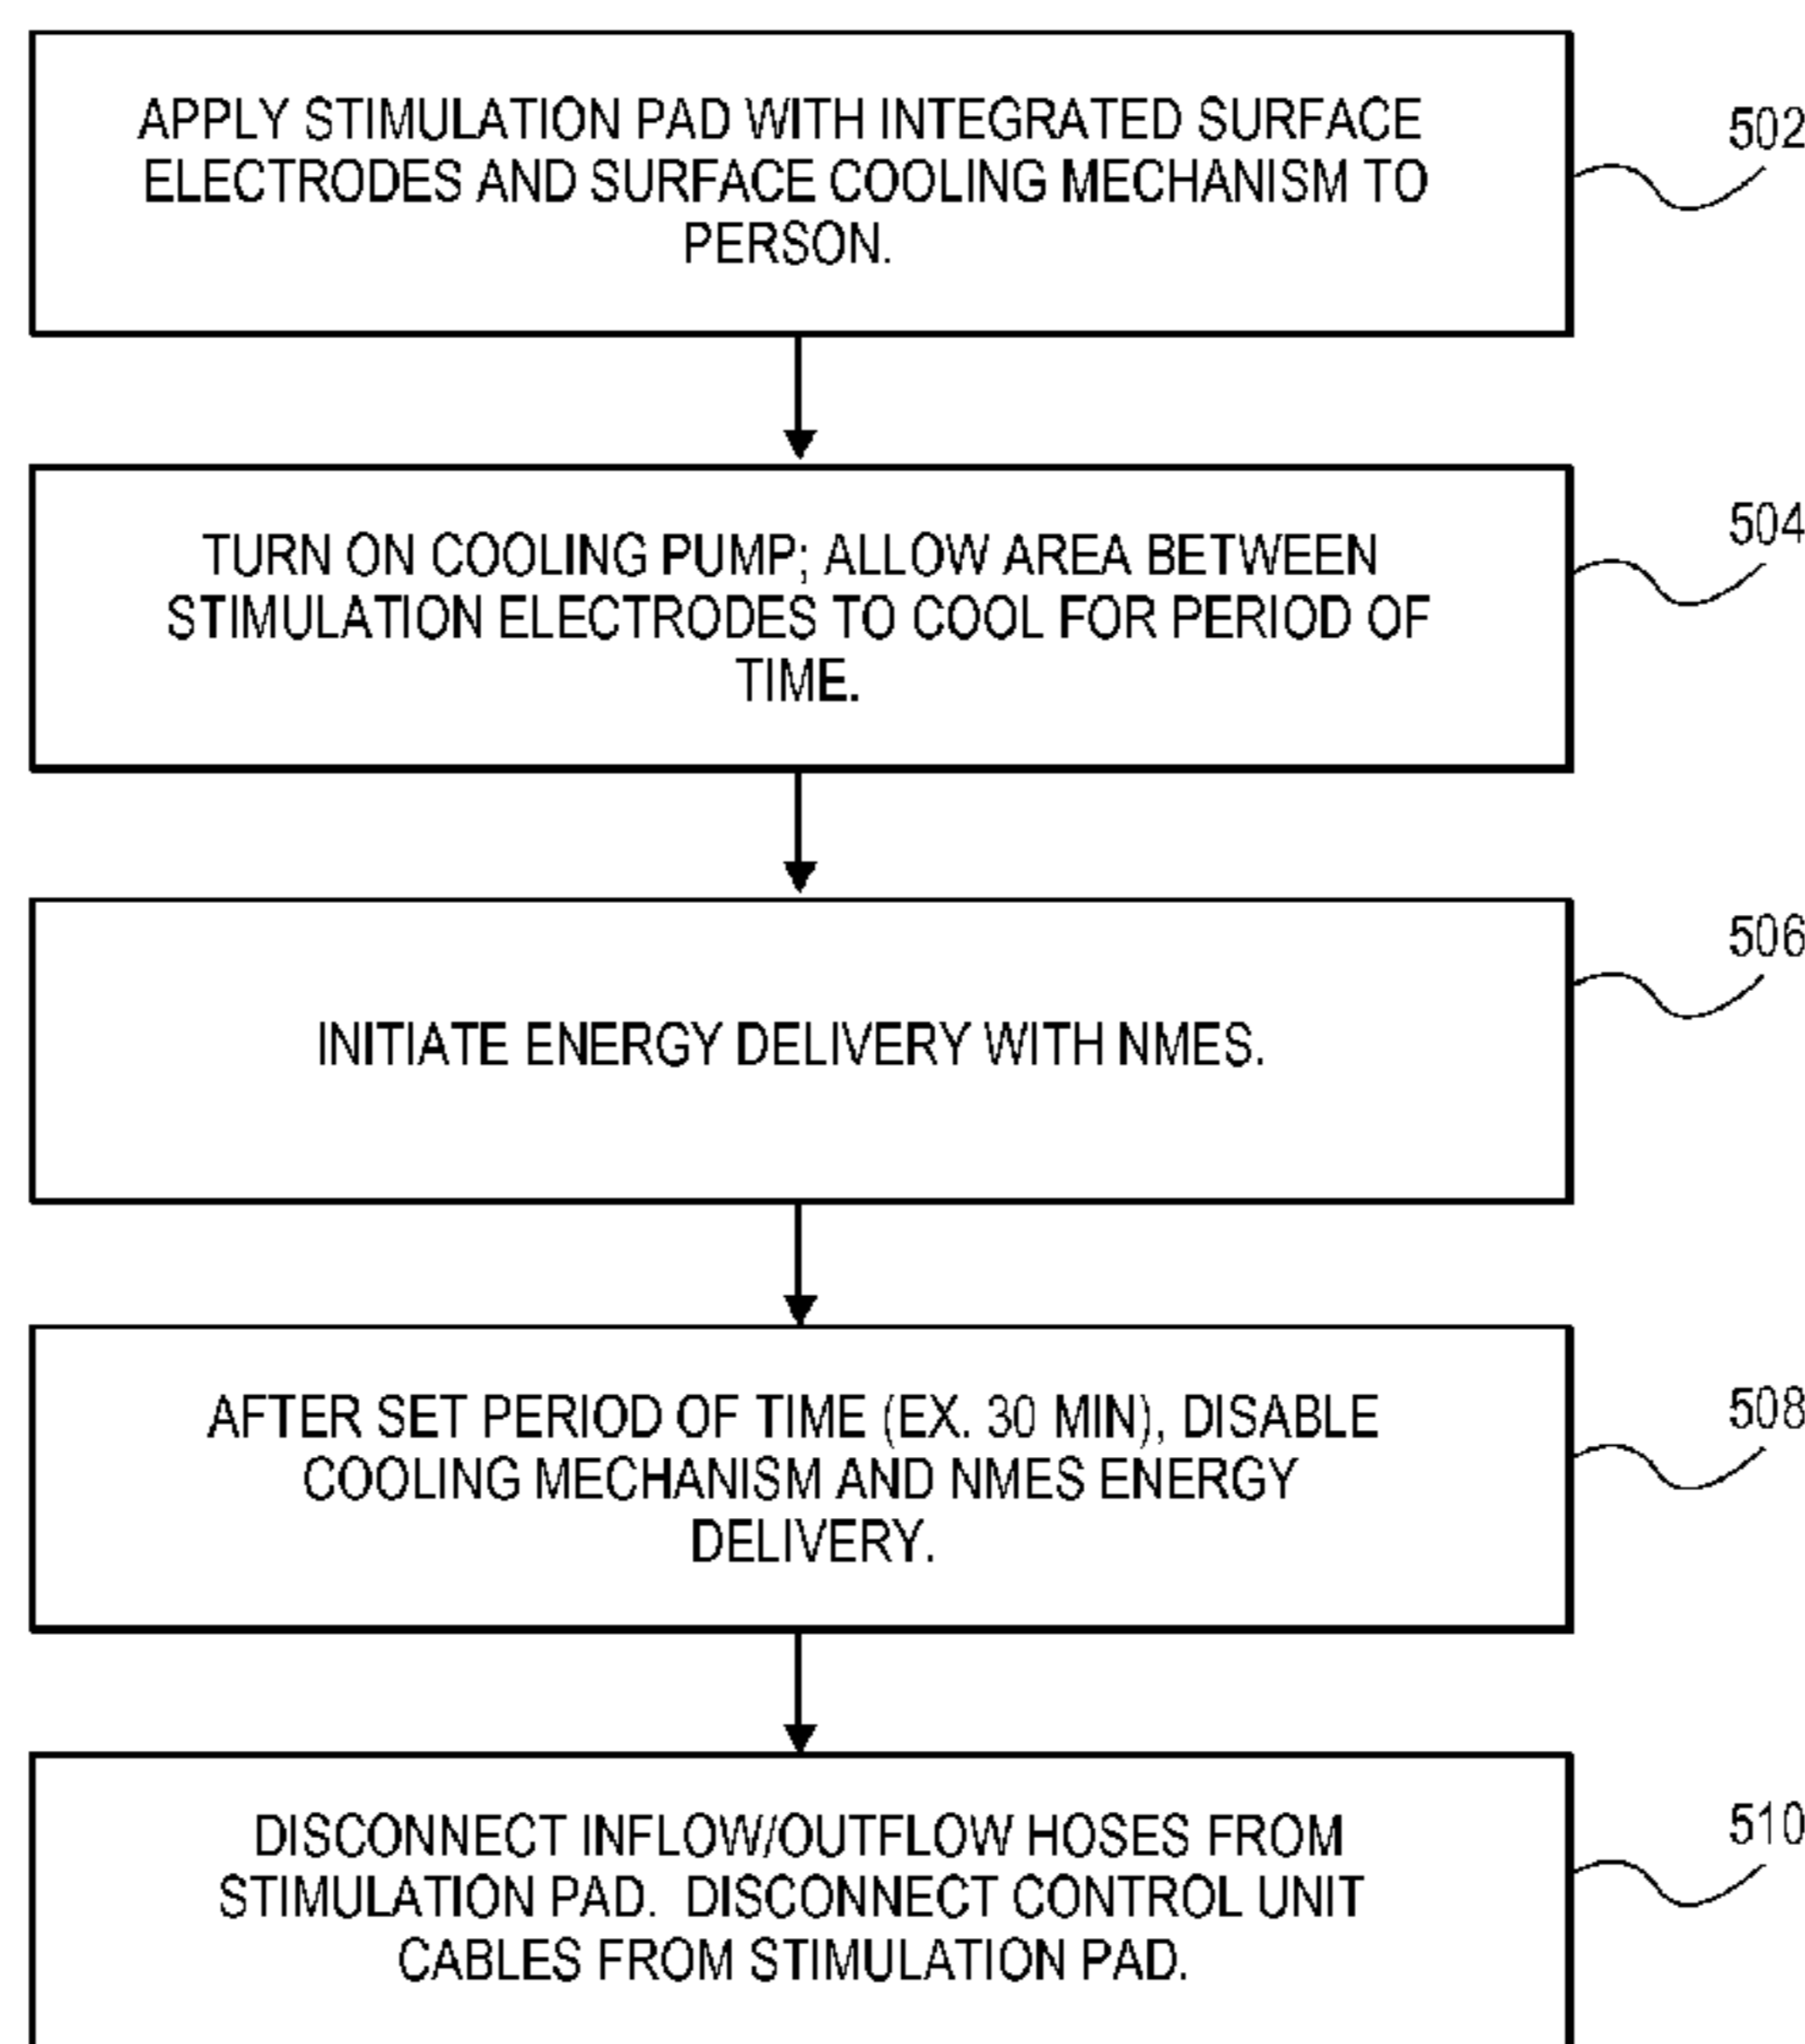 APPLY STIMULATION PAD WITH INTEGRATED SURFACE
ELECTRODES AND SURFACE COOLING MECHANISM TO
PERSON.
502
TURN ON COOLING PUMP; ALLOW AREA BETWEEN
STIMULATION ELECTRODES TO COOL FOR PERIOD OF
TIME.
504
INITIATE ENERGY DELIVERY WITH NMES.
506
AFTER SET PERIOD OF TIME (EX. 30 MIN), DISABLE
COOLING MECHANISM AND NMES ENERGY
DELIVERY.
508
DISCONNECT INFLOW/OUTFLOW HOSES FROM
STIMULATION PAD. DISCONNECT CONTROL UNIT
CABLES FROM STIMULATION PAD.
510